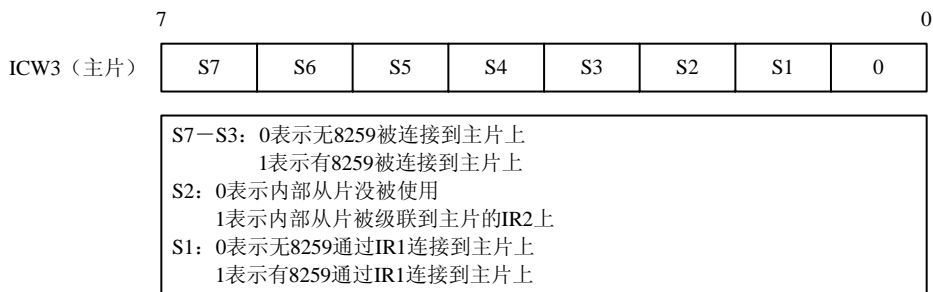 7 0
ICW3（主片） S7 S6 S5 S4 S3 S2 S1 0
S7－S3：0表示无8259被连接到主片上
1表示有8259被连接到主片上
S2：0表示内部从片没被使用
1表示内部从片被级联到主片的IR2上
S1：0表示无8259通过IR1连接到主片上
1表示有8259通过IR1连接到主片上